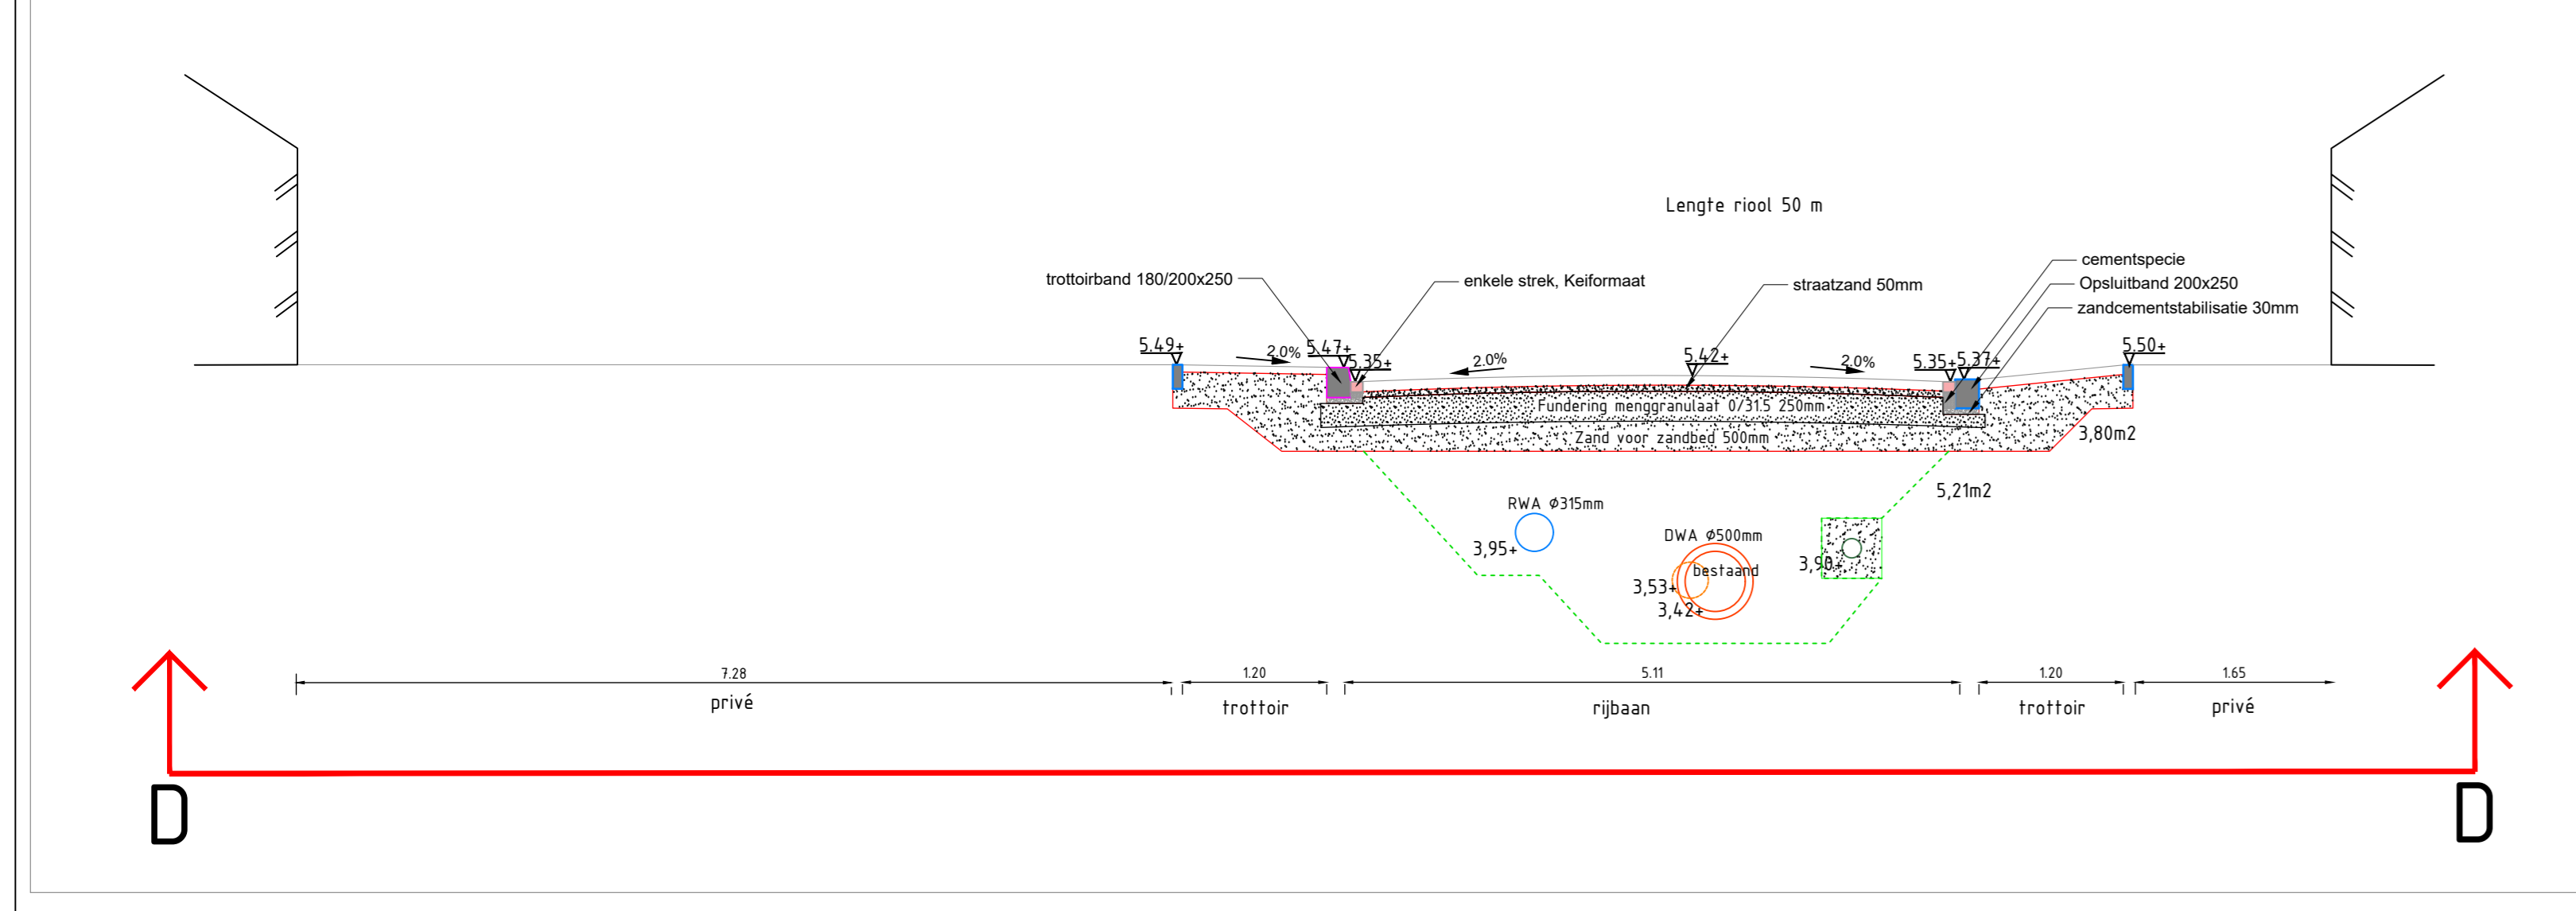 Lengte riool 50 m
cementspecie
trottoirband 180/200x250
enkele strek, Keiformaat
straatzand 50mm
Opsluitband 200x250
zandcementstabilisatie 30mm
5.49+
2.0%
5.47+
5.35+
2.0%
5.42+
2.0%
5.35+
5.37+
5.50+
Fundering menggranulaat 0/31.5 250mm
Zand voor zandbed 500mm
3,80m2
5,21m2
RWA Ø315mm
3,95+
DWA Ø500mm
bestaand
3,90+
3,53+
3,42+
7.28
1.20
5.11
1.20
1.65
privé
trottoir
rijbaan
trottoir
privé
D
D